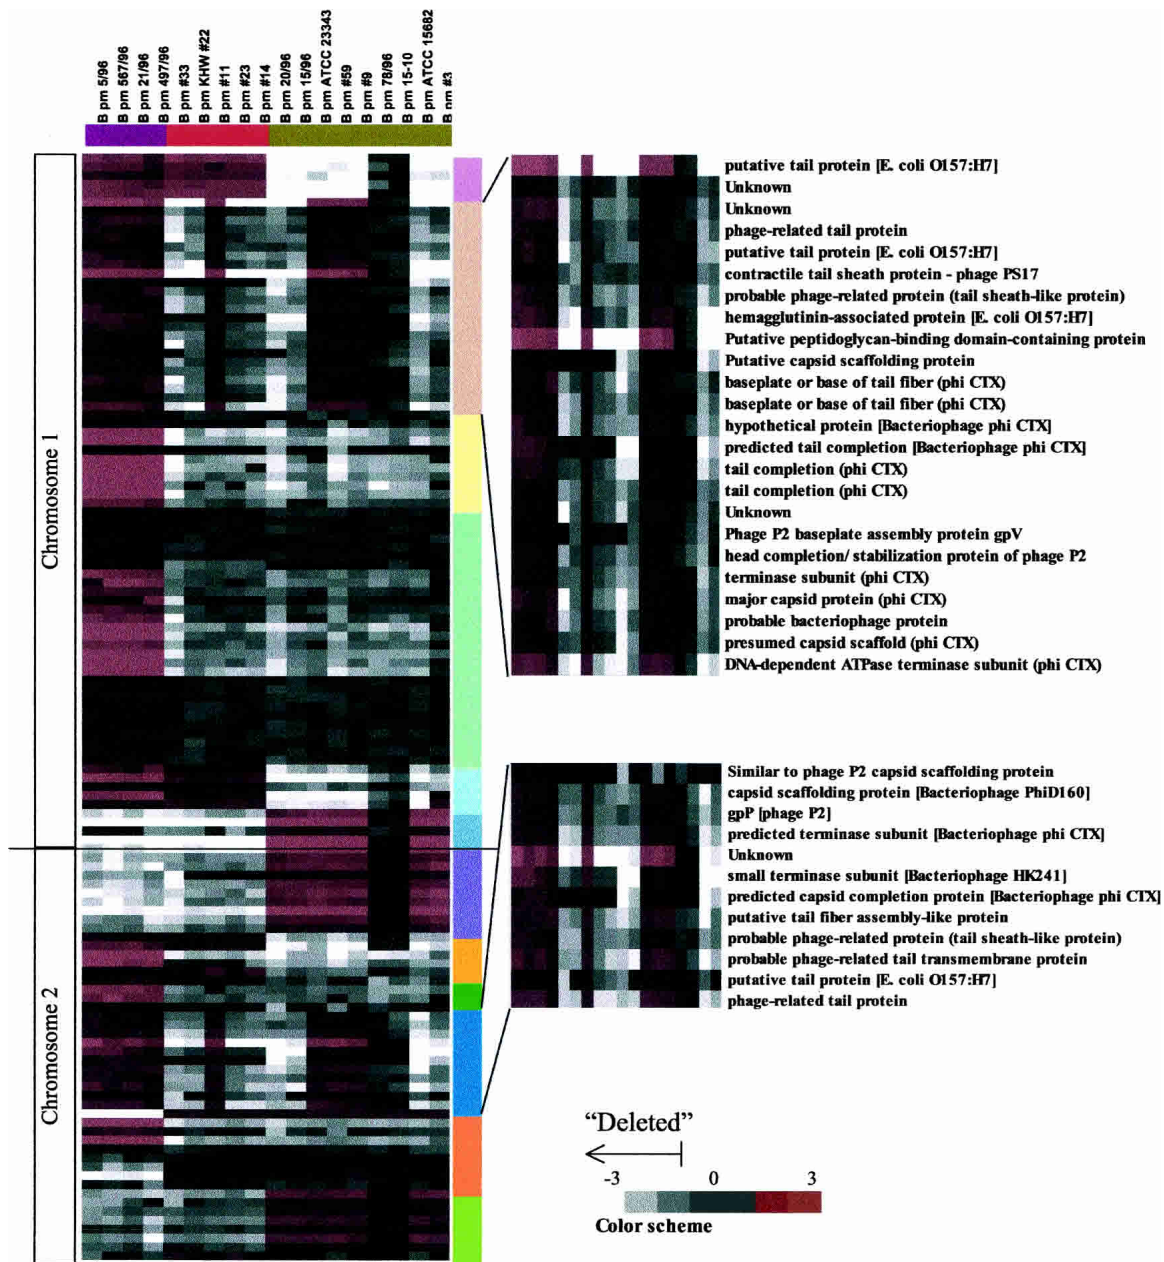 B pm 5/96
B pm 567/96
B pm 21/96
B pm 497/96
B pm #33
B pm KHW #22
B pm #11
B pm #23
B pm #14
B pm 20/96
B pm 15/96
B pm ATCC 23343
B pm #59
B pm #9
B pm 78/96
B pm 15-10
B pm ATCC 15682
B pm #3
Chromosome 1
Chromosome 2
putative tail protein [E. coli O157:H7]
Unknown
Unknown
phage-related tail protein
putative tail protein [E. coli O157:H7]
contractile tail sheath protein - phage PS17
probable phage-related protein (tail sheath-like protein)
hemagglutinin-associated protein [E. coli O157:H7]
Putative peptidoglycan-binding domain-containing protein
Putative capsid scaffolding protein
baseplate or base of tail fiber (phi CTX)
baseplate or base of tail fiber (phi CTX)
hypothetical protein [Bacteriophage phi CTX]
predicted tail completion [Bacteriophage phi CTX]
tail completion (phi CTX)
tail completion (phi CTX)
Unknown
Phage P2 baseplate assembly protein gpV
head completion/ stabilization protein of phage P2
terminase subunit (phi CTX)
major capsid protein (phi CTX)
probable bacteriophage protein
presumed capsid scaffold (phi CTX)
DNA-dependent ATPase terminase subunit (phi CTX)
Similar to phage P2 capsid scaffolding protein
capsid scaffolding protein [Bacteriophage PhiD160]
gpP [phage P2]
predicted terminase subunit [Bacteriophage phi CTX]
Unknown
small terminase subunit [Bacteriophage HK241]
predicted capsid completion protein [Bacteriophage phi CTX]
putative tail fiber assembly-like protein
probable phage-related protein (tail sheath-like protein)
probable phage-related tail transmembrane protein
putative tail protein [E. coli O157:H7]
phage-related tail protein
“Deleted”
-3 0 3
Color scheme